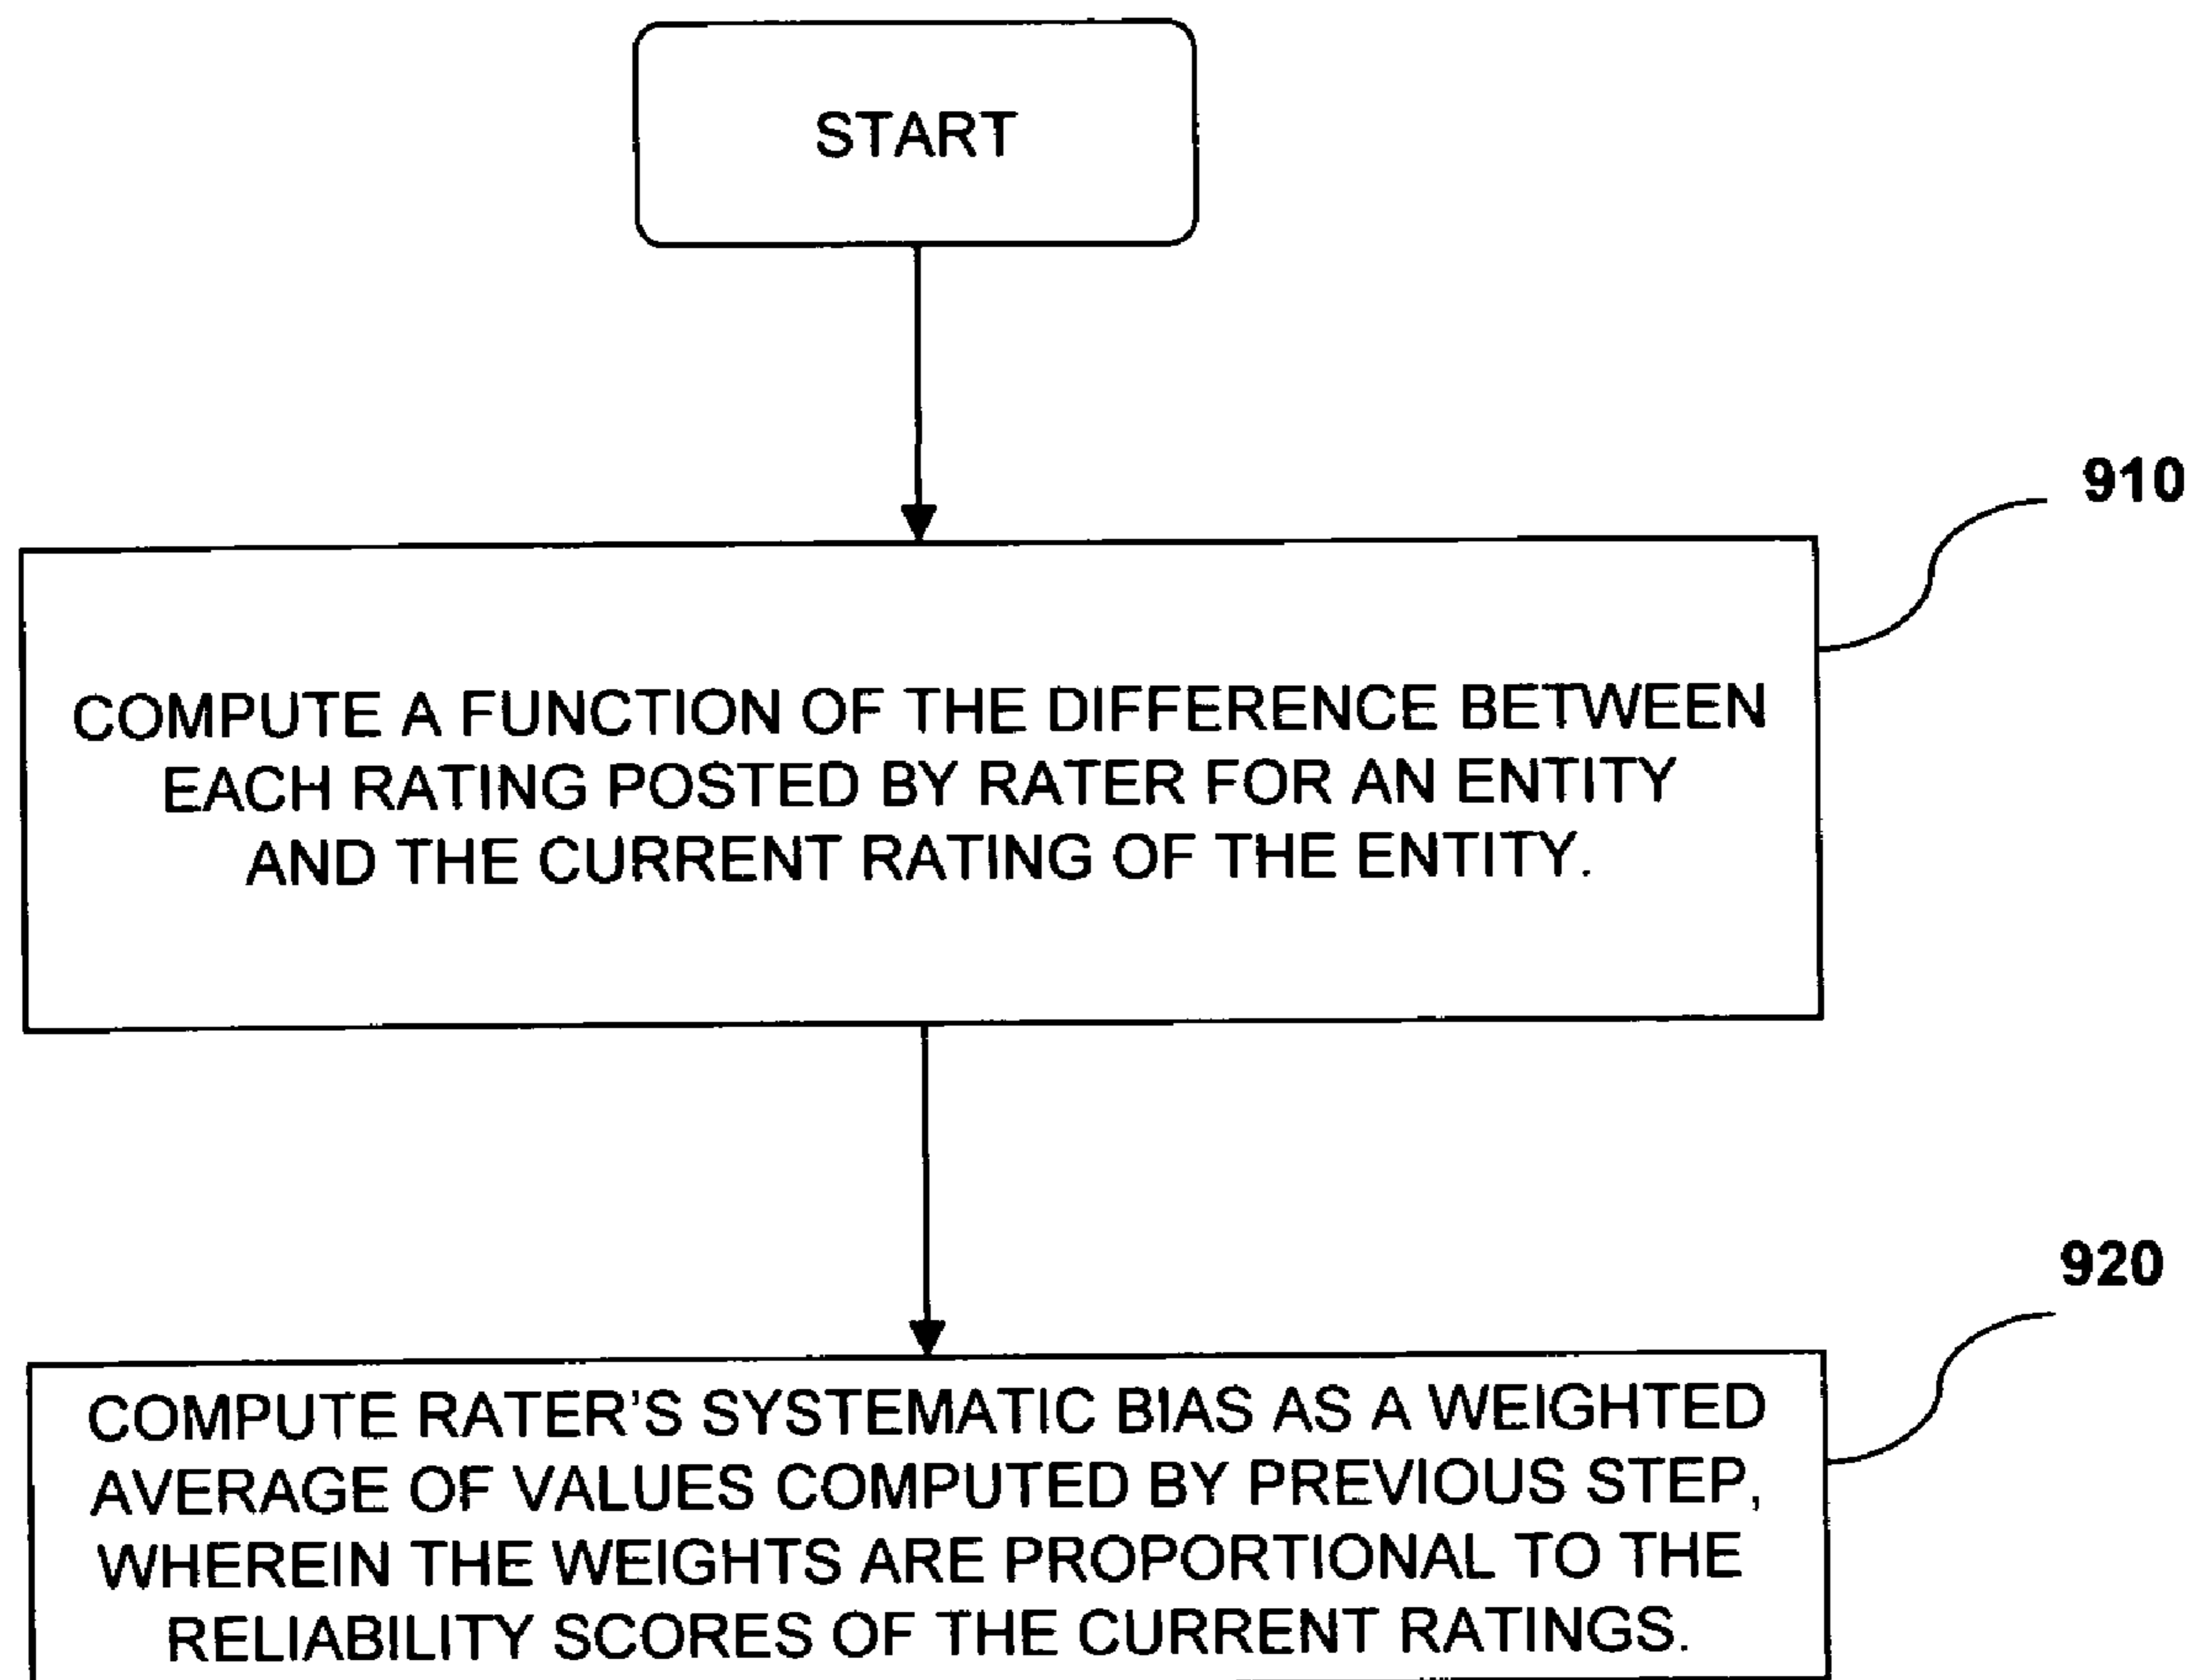 START
910
COMPUTE A FUNCTION OF THE DIFFERENCE BETWEEN
EACH RATING POSTED BY RATER FOR AN ENTITY
AND THE CURRENT RATING OF THE ENTITY.
920
COMPUTE RATER'S SYSTEMATIC BIAS AS A WEIGHTED
AVERAGE OF VALUES COMPUTED BY PREVIOUS STEP,
WHEREIN THE WEIGHTS ARE PROPORTIONAL TO THE
RELIABILITY SCORES OF THE CURRENT RATINGS.